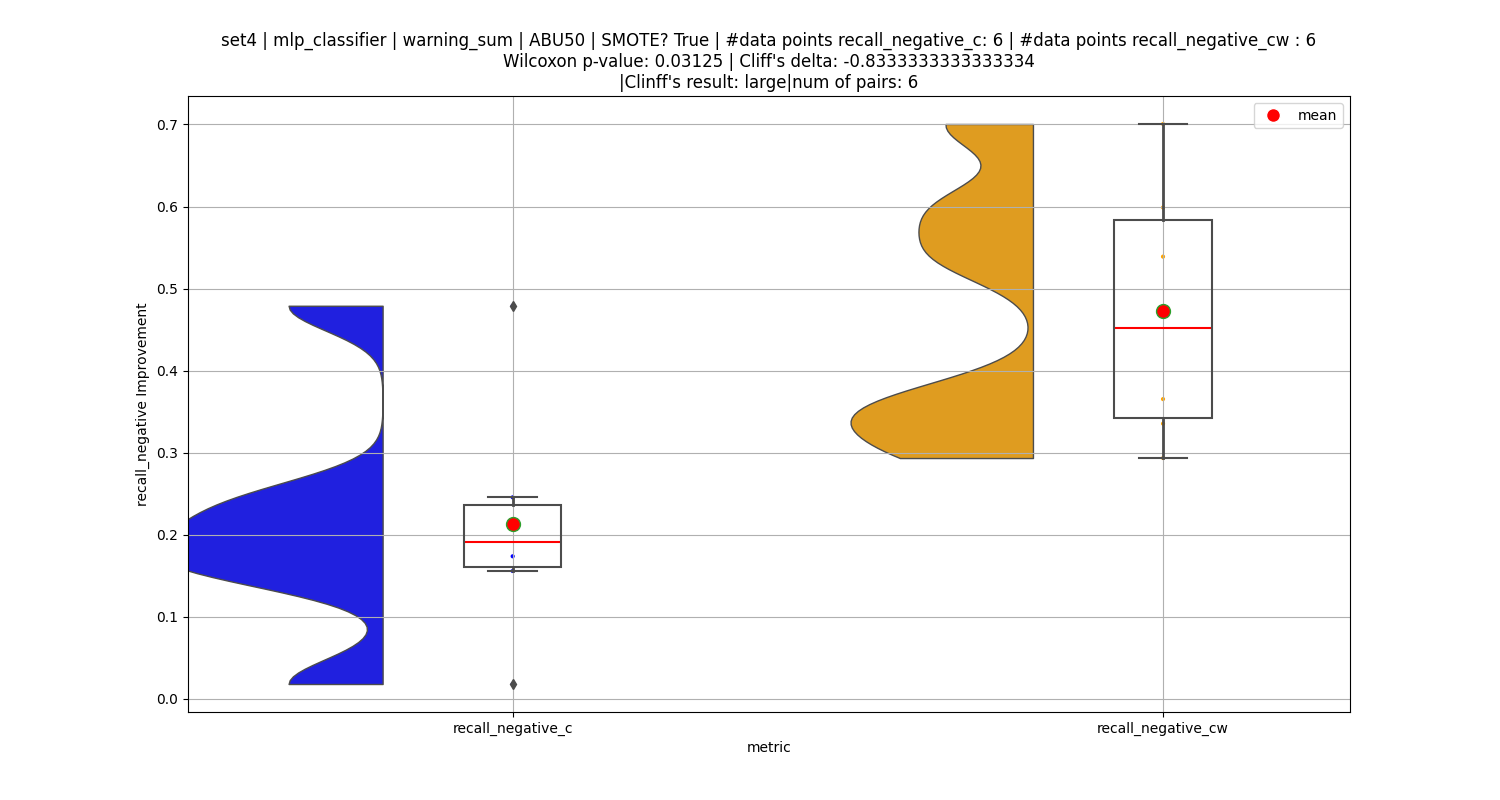 set4 | mlp_classifier | warning_sum | ABU50 | SMOTE? True | #data points recall_negative_c: 6 | #data points recall_negative_cw : 6
Wilcoxon p-value: 0.03125 | Cliff's delta: -0.8333333333333334
|Clinff's result: large|num of pairs: 6
mean
0.7
0.6
0.5
0.4
0.3
0.2
0.1
0.0
recall_negative Improvement
recall_negative_c
recall_negative_cw
metric